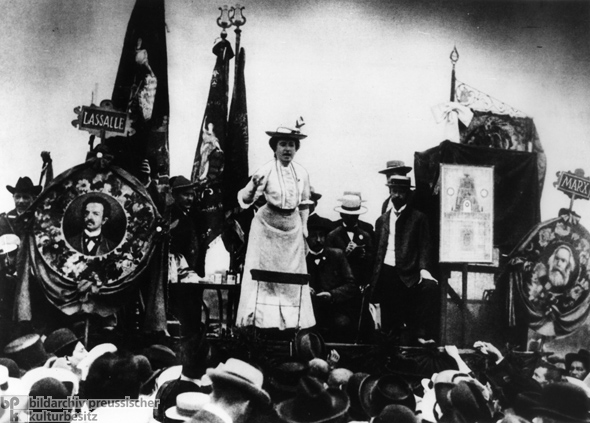 LASSALLE
MARX
bildarchiv preussischer
kulturbesitz